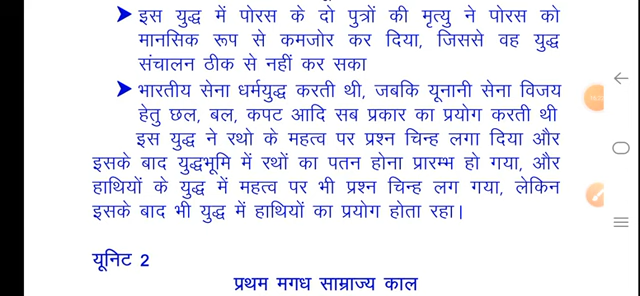 ➤ इस युद्ध में पोरस के दो पुत्रों की मृत्यु ने पोरस को
मानसिक रूप से कमजोर कर दिया, जिससे वह युद्ध
संचालन ठीक से नहीं कर सका
➤ भारतीय सेना धर्मयुद्ध करती थी, जबकि यूनानी सेना विजय
हेतु छल, बल, कपट आदि सब प्रकार का प्रयोग करती थी
इस युद्ध ने रथो के महत्व पर प्रश्न चिन्ह लगा दिया और
इसके बाद युद्धभूमि में रथों का पतन होना प्रारम्भ हो गया, और
हाथियों के युद्ध में महत्व पर भी प्रश्न चिन्ह लग गया, लेकिन
इसके बाद भी युद्ध में हाथियों का प्रयोग होता रहा।
यूनिट 2
प्रथम मगध साम्राज्य काल